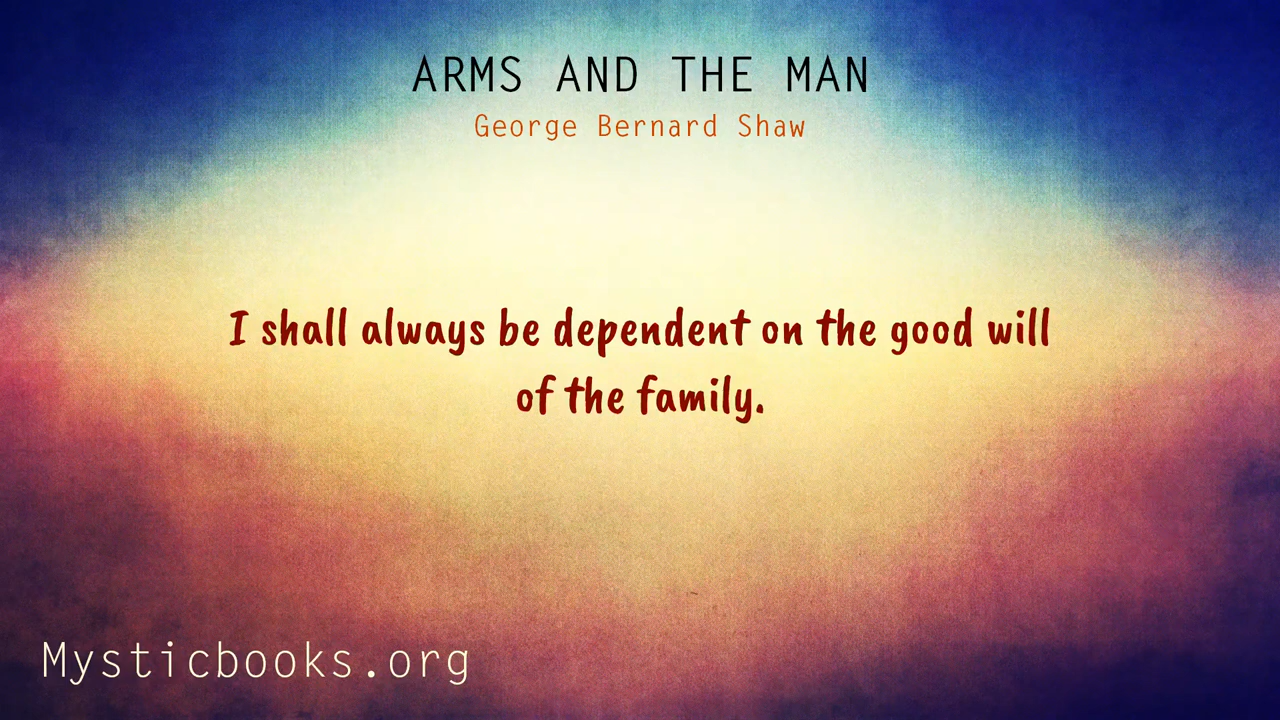 ARMS AND THE MAN
George Bernard Shaw
I shall always be dependent on the good will
of the family.
Mysticbooks.org